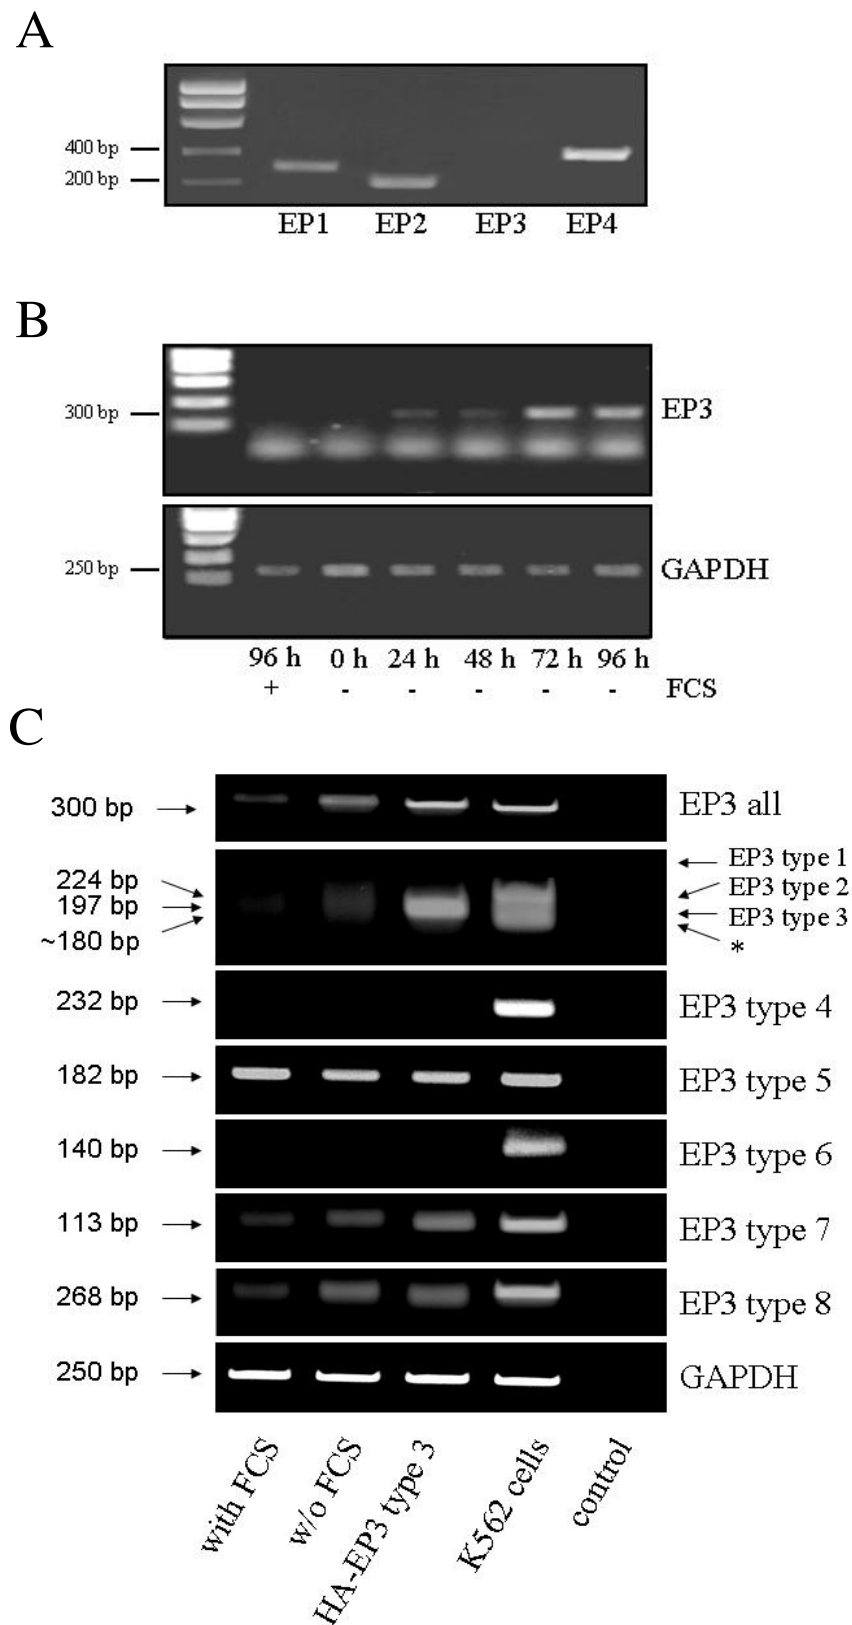 A
400 bp
200 bp
EP1 EP2 EP3 EP4
B
300 bp EP3
250 bp GAPDH
96 h 0 h 24 h 48 h 72 h 96 h
+ - - - - - FCS
C
300 bp EP3 all
EP3 type 1
224 bp EP3 type 2
197 bp EP3 type 3
~180 bp *
232 bp EP3 type 4
182 bp EP3 type 5
140 bp EP3 type 6
113 bp EP3 type 7
268 bp EP3 type 8
250 bp GAPDH
with FCS w/o FCS HA-EP3 type 3 K562 cells control